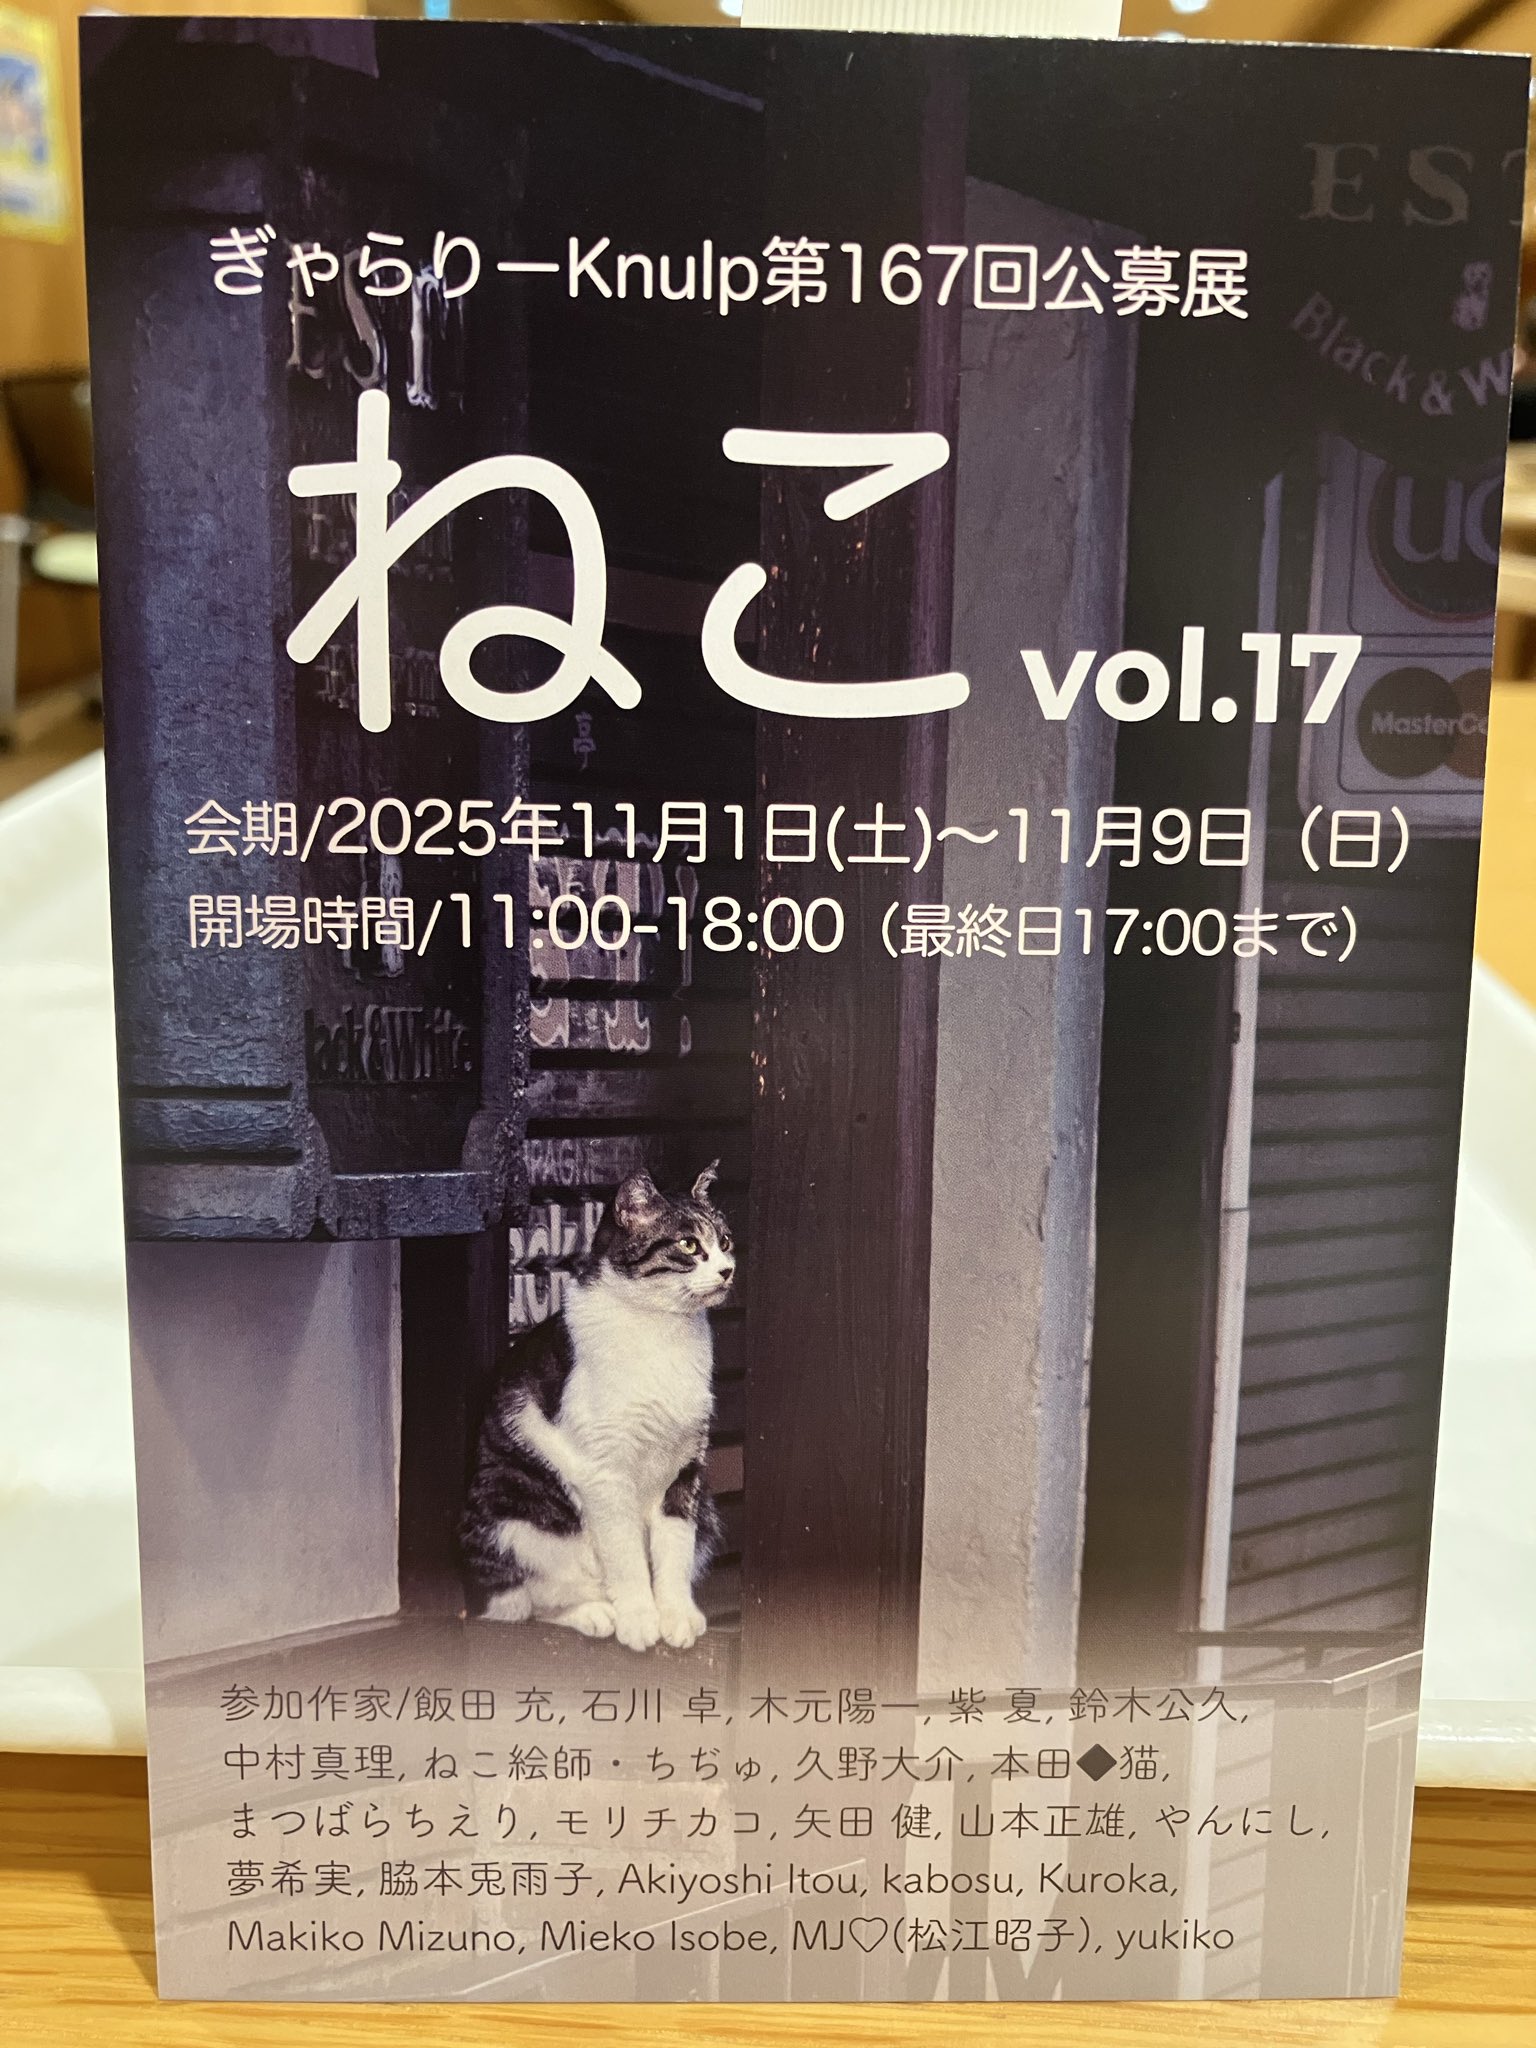 ぎゃらりーKnulp第167回公募展
ねこ vol.17
会期/2025年11月1日(土)～11月9日（日）
開場時間/11:00-18:00（最終日17:00まで）
EST
EST
Black & W
MasterCa
ack&White
参加作家/飯田 充, 石川 卓, 木元陽一, 紫 夏, 鈴木公久,
中村真理, ねこ絵師・ちぢゅ, 久野大介, 本田◆猫,
まつばらちえり, モリチカコ, 矢田 健, 山本正雄, やんにし,
夢希実, 脇本兎雨子, Akiyoshi Itou, kabosu, Kuroka,
Makiko Mizuno, Mieko Isobe, MJ♡(松江昭子), yukiko